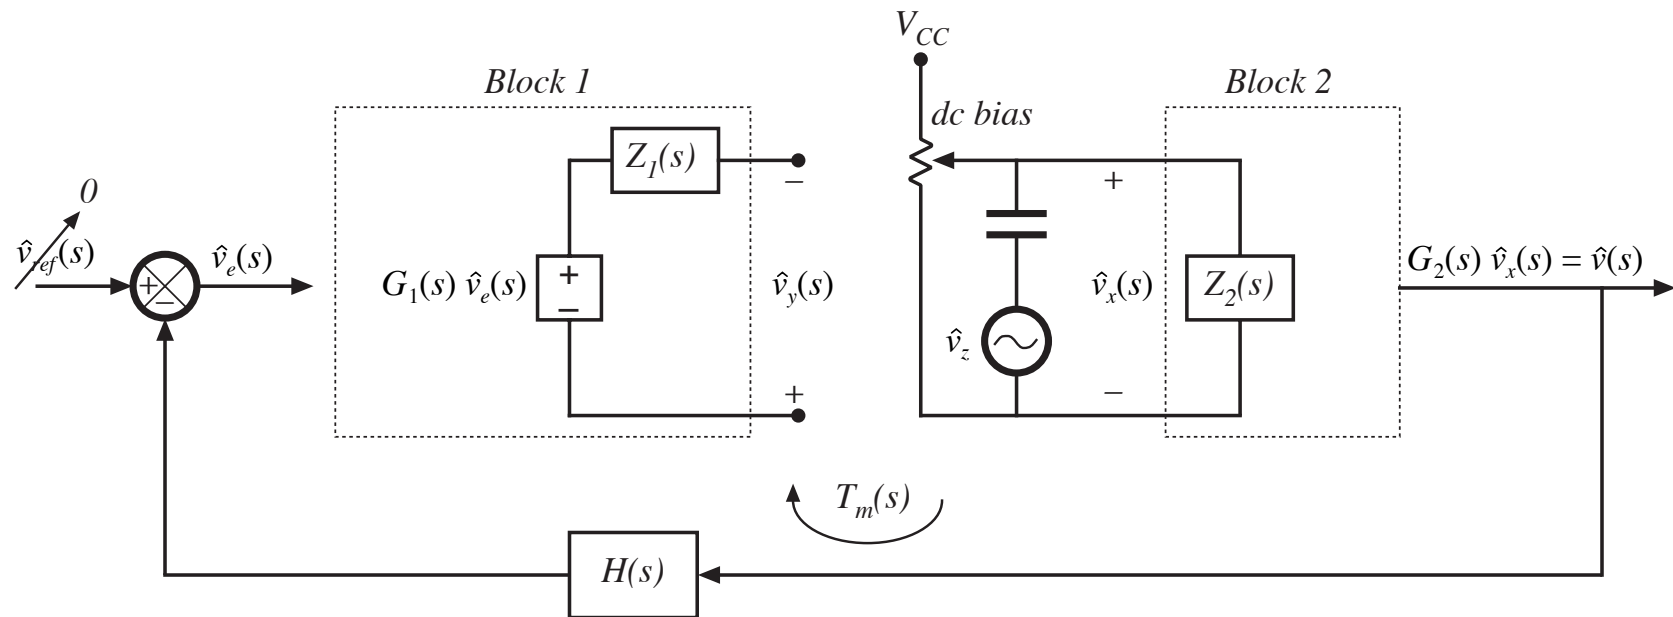 V_CC
Block 1
Block 2
dc bias
Z_1(s)
−
+
0
v̂_ref(s)
v̂_e(s)
+
−
G_1(s) v̂_e(s)
+
−
v̂_y(s)
v̂_x(s)
Z_2(s)
G_2(s) v̂_x(s) = v̂(s)
v̂_z
+
−
T_m(s)
H(s)